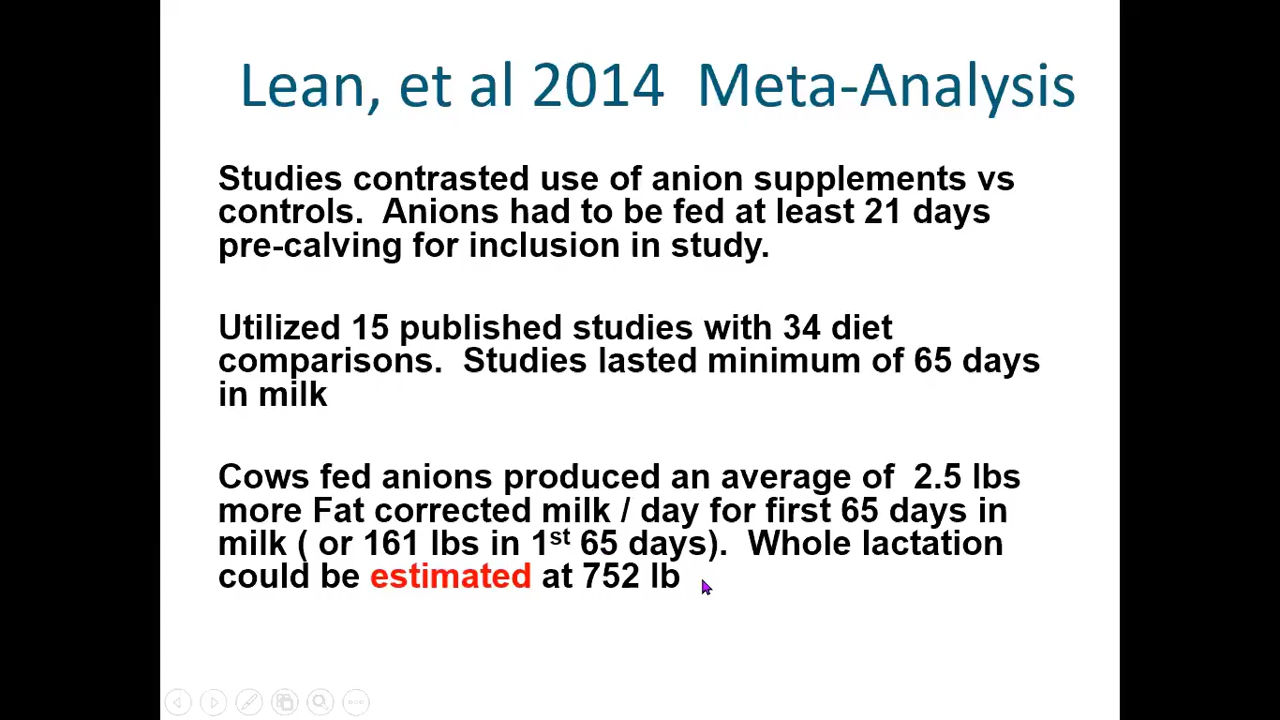 Lean, et al 2014  Meta-Analysis
Studies contrasted use of anion supplements vs
controls.  Anions had to be fed at least 21 days
pre-calving for inclusion in study.
Utilized 15 published studies with 34 diet
comparisons.  Studies lasted minimum of 65 days
in milk
Cows fed anions produced an average of  2.5 lbs
more Fat corrected milk / day for first 65 days in
milk ( or 161 lbs in 1st 65 days).  Whole lactation
could be estimated at 752 lb